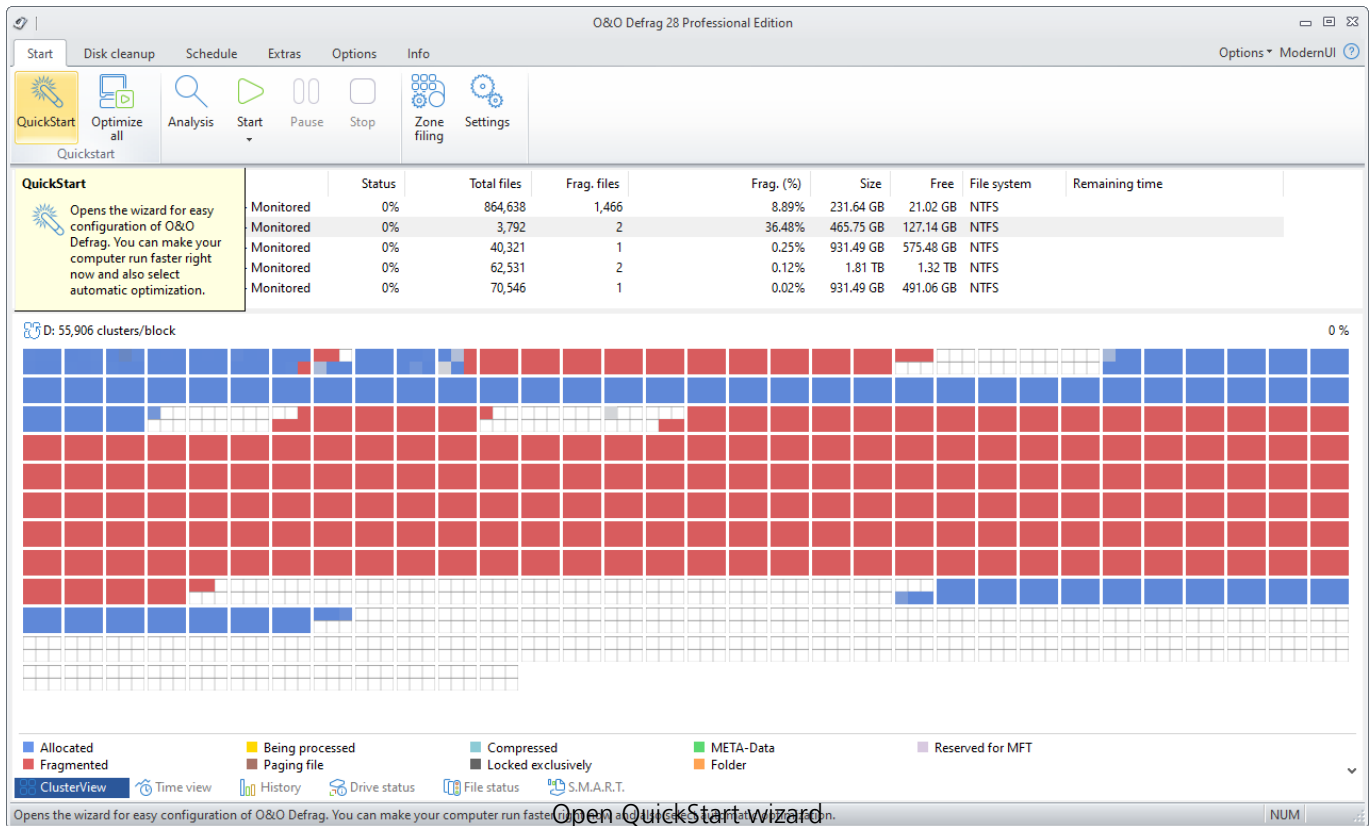 O&O Defrag 28 Professional Edition
Start Disk cleanup Schedule Extras Options Info Options ModernUI ?
QuickStart Optimize all Analysis Start Pause Stop Zone filing Settings
Quickstart
Status Total files Frag. files Frag. (%) Size Free File system Remaining time
Monitored 0% 864,638 1,466 8.89% 231.64 GB 21.02 GB NTFS
Monitored 0% 3,792 2 36.48% 465.75 GB 127.14 GB NTFS
Monitored 0% 40,321 1 0.25% 931.49 GB 575.48 GB NTFS
Monitored 0% 62,531 2 0.12% 1.81 TB 1.32 TB NTFS
Monitored 0% 70,546 1 0.02% 931.49 GB 491.06 GB NTFS
QuickStart
Opens the wizard for easy
configuration of O&O
Defrag. You can make your
computer run faster right
now and also select
automatic optimization.
D: 55,906 clusters/block 0 %
Allocated Being processed Compressed META-Data Reserved for MFT
Fragmented Paging file Locked exclusively Folder
ClusterView Time view History Drive status File status S.M.A.R.T.
Opens the wizard for easy configuration of O&O Defrag. You can make your computer run faster right now and also select automatic optimization. NUM
Open QuickStart wizard